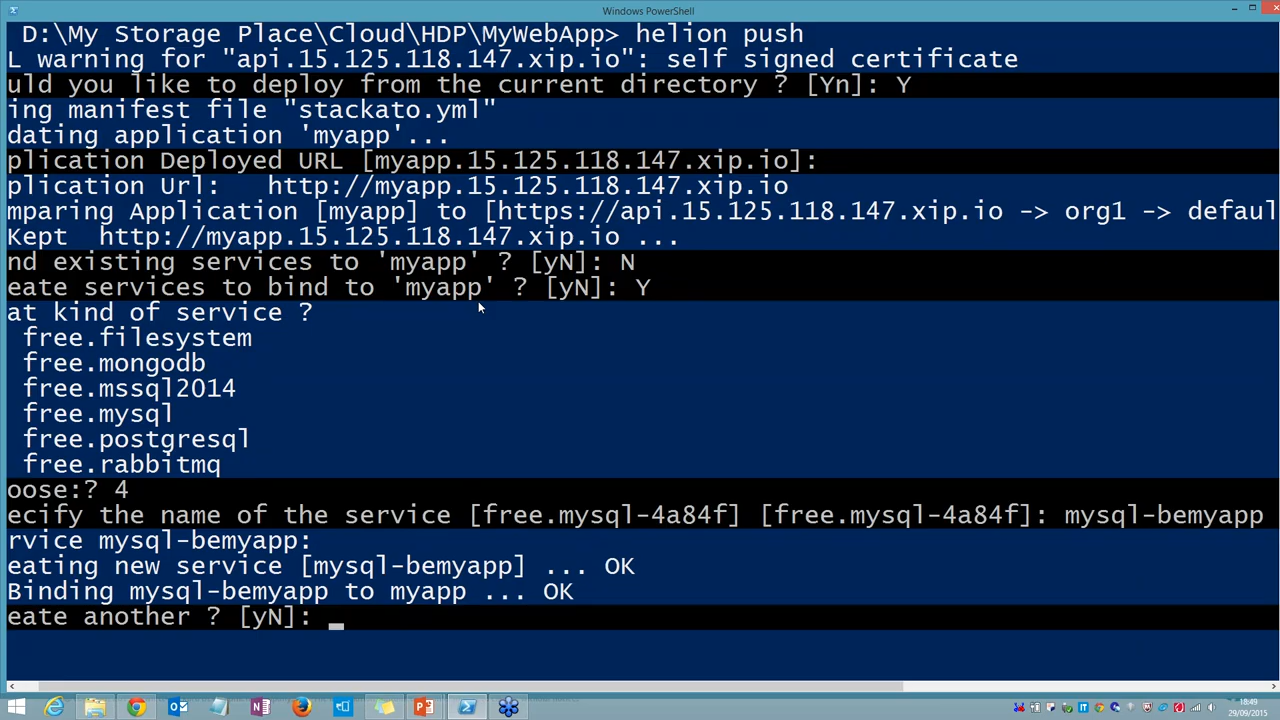 Windows PowerShell
D:\My Storage Place\Cloud\HDP\MyWebApp> helion push
L warning for "api.15.125.118.147.xip.io": self signed certificate
uld you like to deploy from the current directory ? [Yn]: Y
ing manifest file "stackato.yml"
dating application 'myapp'...
plication Deployed URL [myapp.15.125.118.147.xip.io]:
plication Url:   http://myapp.15.125.118.147.xip.io
mparing Application [myapp] to [https://api.15.125.118.147.xip.io -> org1 -> defaul
Kept  http://myapp.15.125.118.147.xip.io ...
nd existing services to 'myapp' ? [yN]: N
eate services to bind to 'myapp' ? [yN]: Y
at kind of service ?
free.filesystem
free.mongodb
free.mssql2014
free.mysql
free.postgresql
free.rabbitmq
oose:? 4
ecify the name of the service [free.mysql-4a84f] [free.mysql-4a84f]: mysql-bemyapp
rvice mysql-bemyapp:
eating new service [mysql-bemyapp] ... OK
Binding mysql-bemyapp to myapp ... OK
eate another ? [yN]:
18:49
29/09/2015